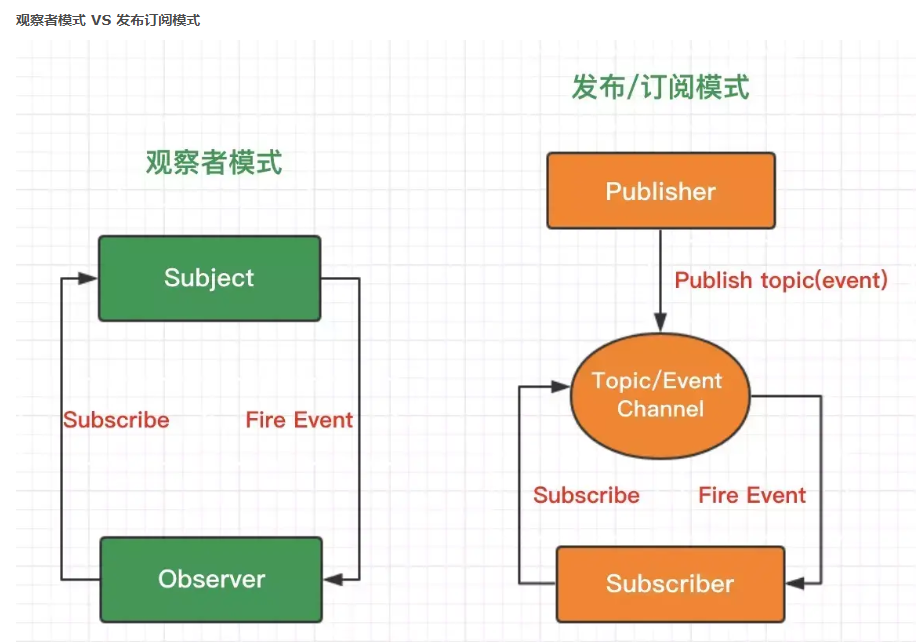 观察者模式 VS 发布订阅模式
观察者模式
Subject
Subscribe
Fire Event
Observer
发布/订阅模式
Publisher
Publish topic(event)
Topic/Event
Channel
Subscribe
Fire Event
Subscriber